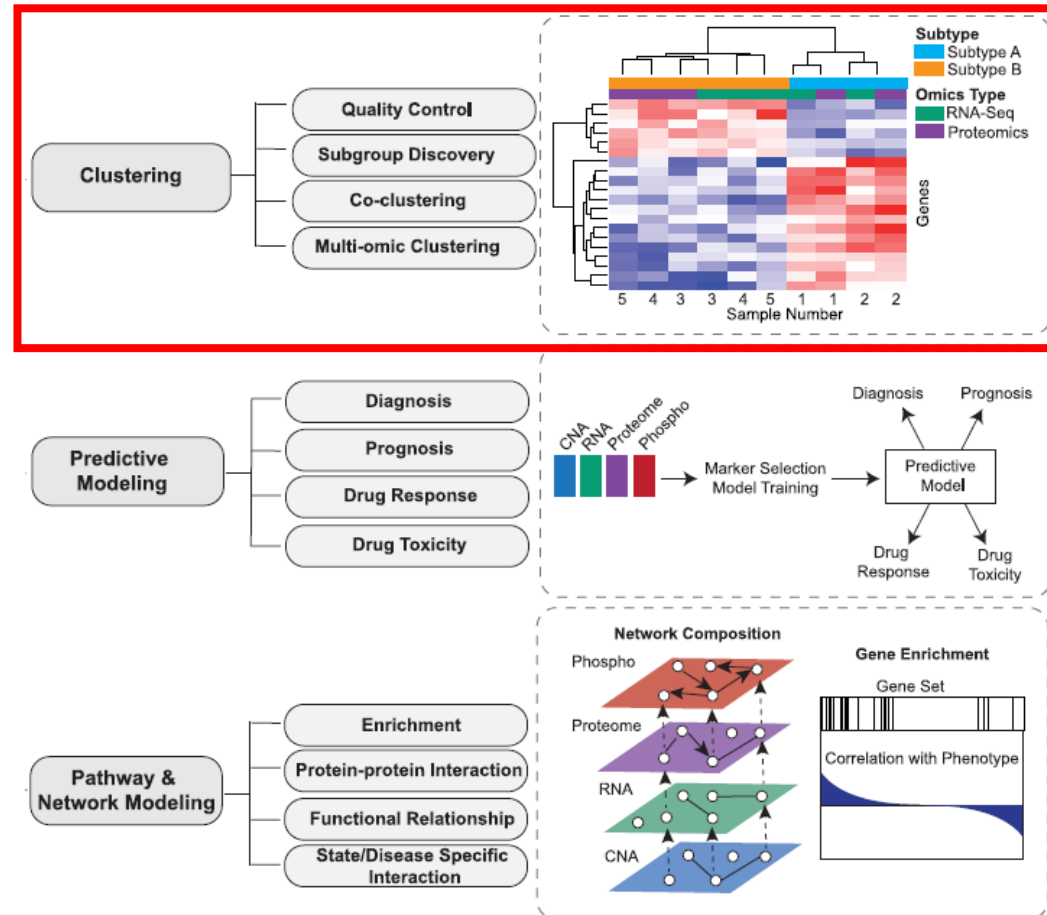 Clustering
Quality Control
Subgroup Discovery
Co-clustering
Multi-omic Clustering
Subtype
Subtype A
Subtype B
Omics Type
RNA-Seq
Proteomics
Genes
5 4 3 3 4 5 1 1 2 2
Sample Number
Predictive
Modeling
Diagnosis
Prognosis
Drug Response
Drug Toxicity
CNA
RNA
Proteome
Phospho
Marker Selection
Model Training
Predictive
Model
Diagnosis
Prognosis
Drug
Response
Drug
Toxicity
Pathway &
Network Modeling
Enrichment
Protein-protein Interaction
Functional Relationship
State/Disease Specific
Interaction
Network Composition
Phospho
Proteome
RNA
CNA
Gene Enrichment
Gene Set
Correlation with Phenotype